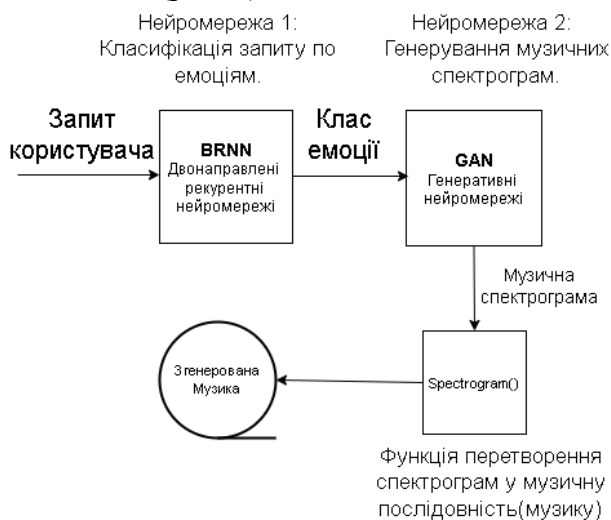 Нейромережа 1:
Класифікація запиту по
емоціям.
Нейромережа 2:
Генерування музичних
спектрограм.
Запит
користувача
BRNN
Двонаправлені
рекурентні
нейромережі
Клас
емоції
GAN
Генеративні
нейромережі
Музична
спектрограма
Spectrogram()
Згенерована
Музика
Функція перетворення
спектрограм у музичну
послідовність(музику)